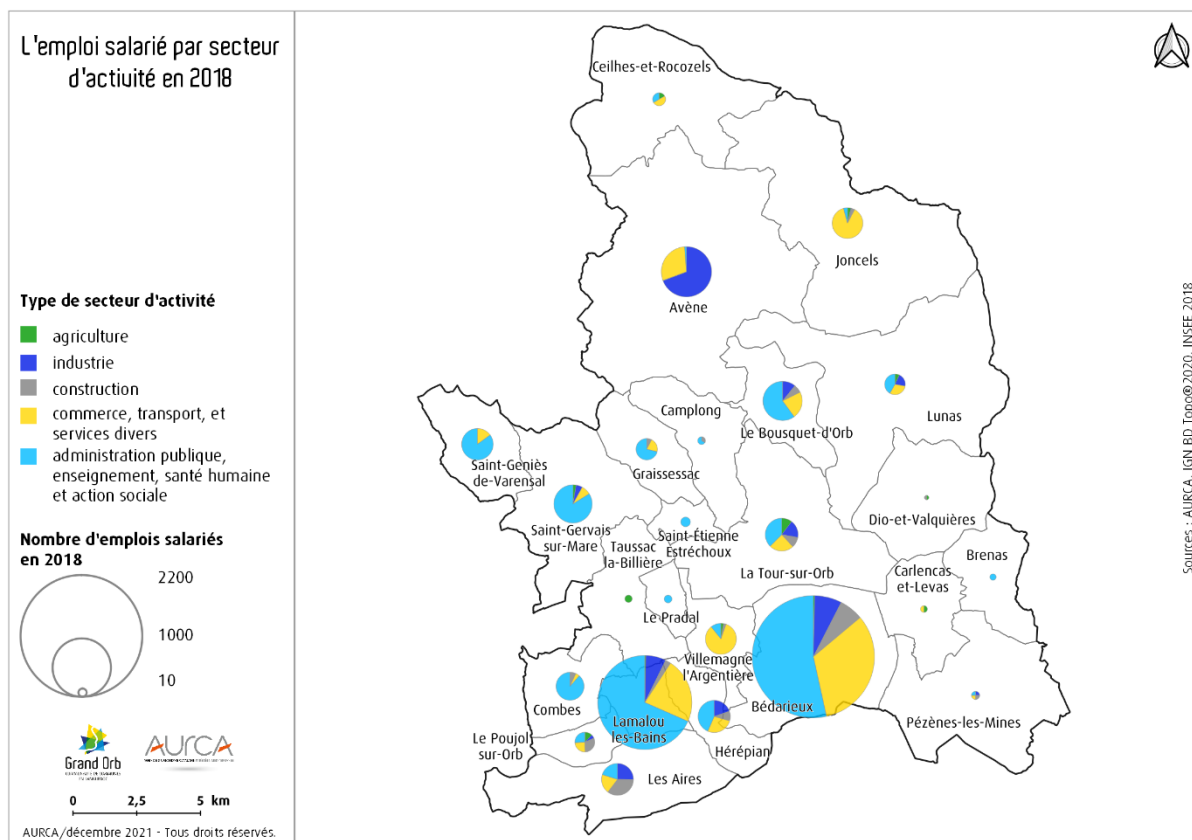 L'emploi salarié par secteur
d'activité en 2018
Type de secteur d'activité
agriculture
industrie
construction
commerce, transport, et
services divers
administration publique,
enseignement, santé humaine
et action sociale
Nombre d'emplois salariés
en 2018
2200
1000
10
Grand Orb
AURCA
0 2,5 5 km
AURCA/décembre 2021 - Tous droits réservés.
Ceilhes-et-Rocozels
Joncels
Avène
Lunas
Camplong
Le Bousquet-d'Orb
Saint-Geniès
de-Varensal
Graissessac
Saint-Gervais
sur-Mare
Saint-Étienne
Estréchoux
Dio-et-Valquières
Taussac
la-Billière
La Tour-sur-Orb
Brenas
Carlencas
et-Levas
Le Pradal
Villemagne
l'Argentière
Combes
Lamalou
les-Bains
Bédarieux
Pézènes-les-Mines
Le Poujol
sur-Orb
Hérépian
Les Aires
Sources : AURCA, IGN BD Topo®2020, INSEE 2018